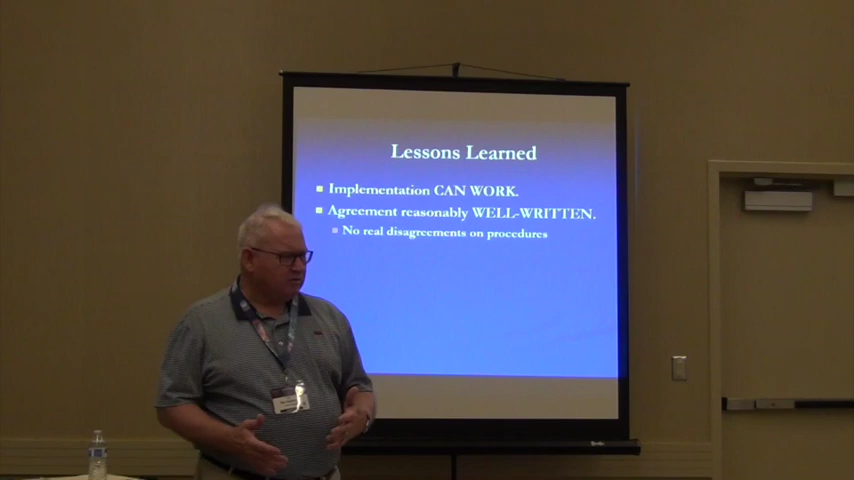 Lessons Learned
Implementation CAN WORK.
Agreement reasonably WELL-WRITTEN.
No real disagreements on procedures